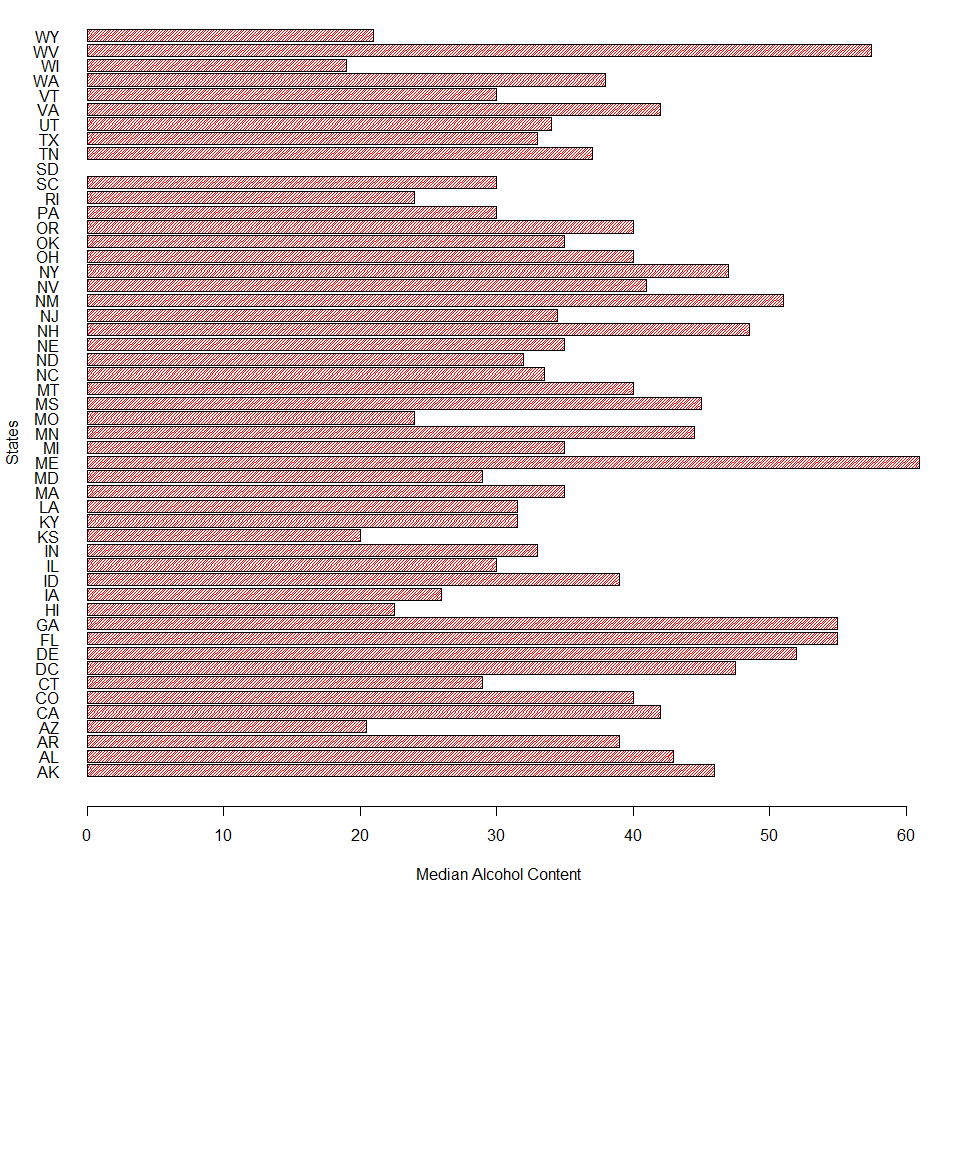 WY
WV
WI
WA
VT
VA
UT
TX
TN
SD
SC
RI
PA
OR
OK
OH
NY
NV
NM
NJ
NH
NE
ND
NC
MT
MS
MO
MN
MI
ME
MD
MA
LA
KY
KS
IN
IL
ID
IA
HI
GA
FL
DE
DC
CT
CO
CA
AZ
AR
AL
AK
States
0 10 20 30 40 50 60
Median Alcohol Content